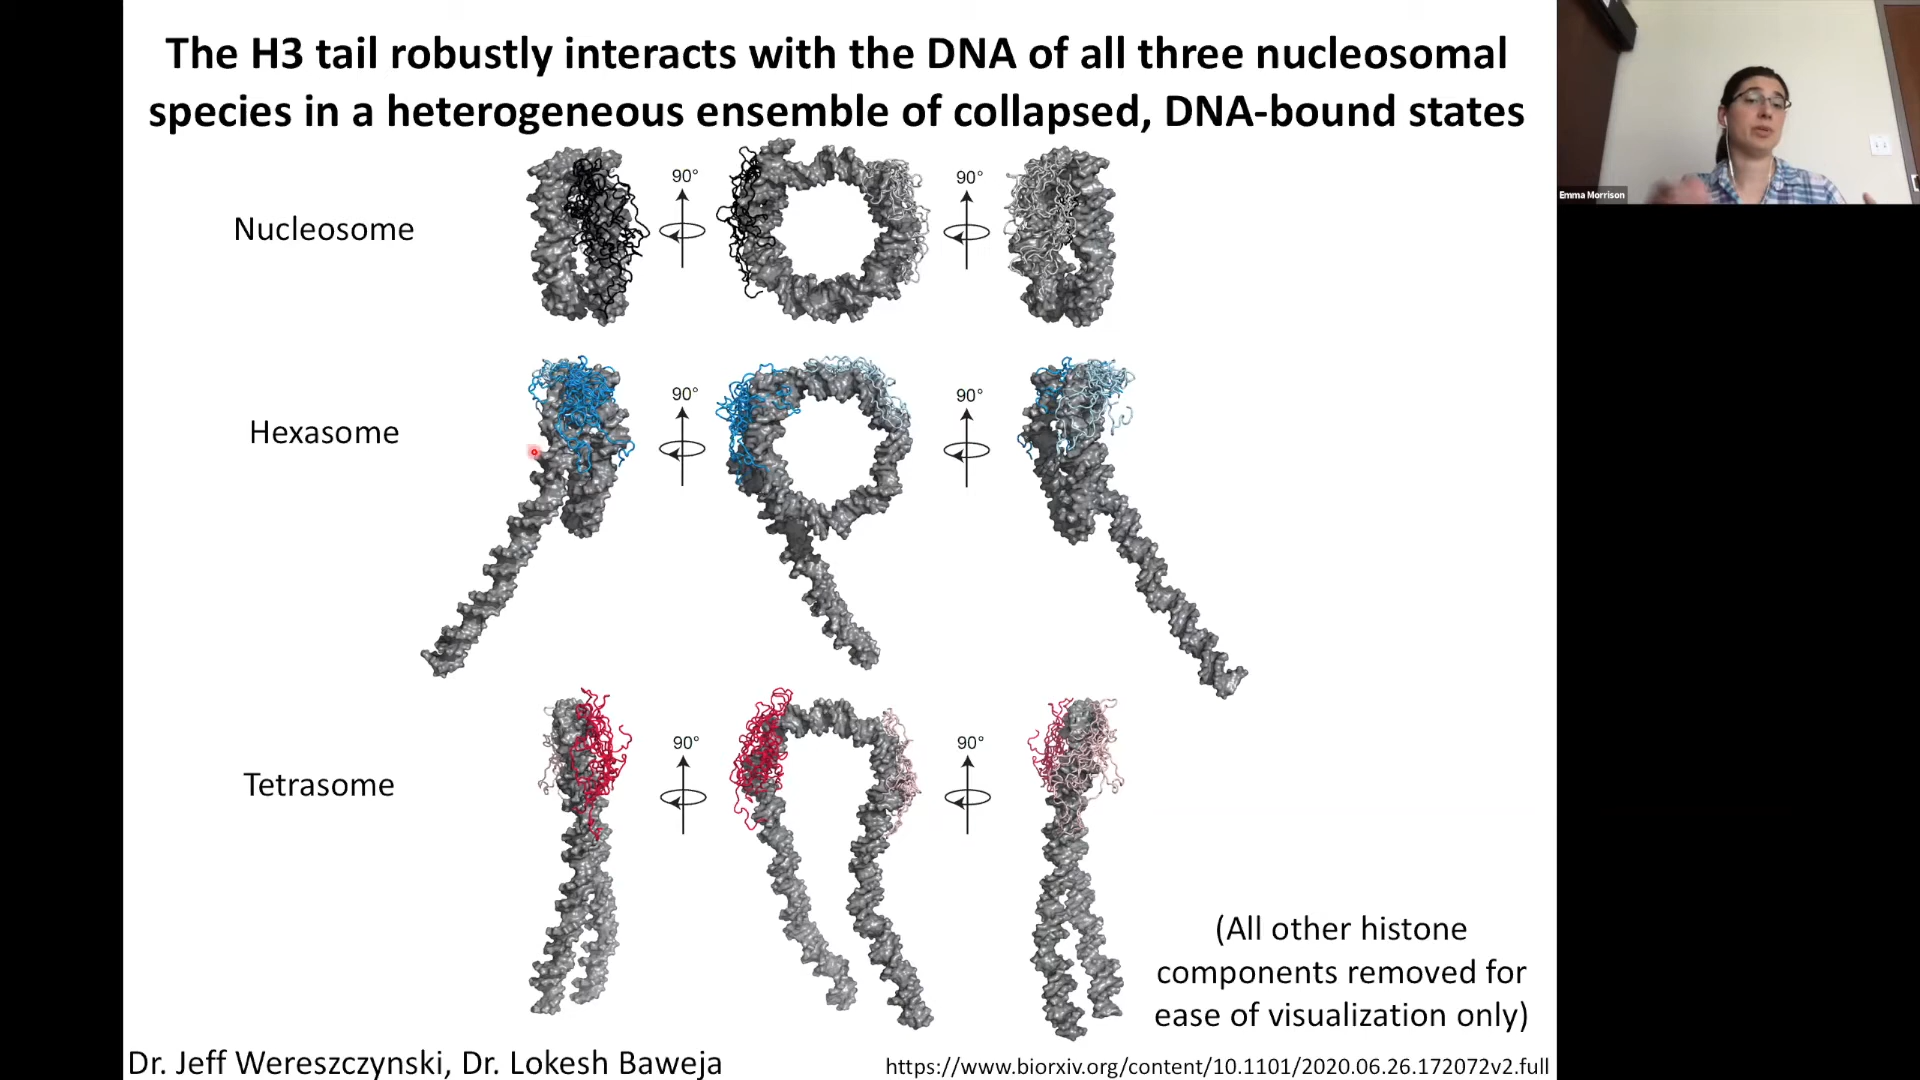 The H3 tail robustly interacts with the DNA of all three nucleosomal
species in a heterogeneous ensemble of collapsed, DNA-bound states
Emma Morrison
Nucleosome
90°
90°
Hexasome
90°
90°
Tetrasome
90°
90°
(All other histone
components removed for
ease of visualization only)
Dr. Jeff Wereszczynski, Dr. Lokesh Baweja
https://www.biorxiv.org/content/10.1101/2020.06.26.172072v2.full